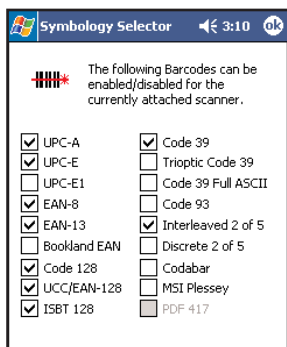 Symbology Selector 3:10 ok
The following Barcodes can be
enabled/disabled for the
currently attached scanner.
UPC-A
UPC-E
UPC-E1
EAN-8
EAN-13
Bookland EAN
Code 128
UCC/EAN-128
ISBT 128
Code 39
Trioptic Code 39
Code 39 Full ASCII
Code 93
Interleaved 2 of 5
Discrete 2 of 5
Codabar
MSI Plessey
PDF 417